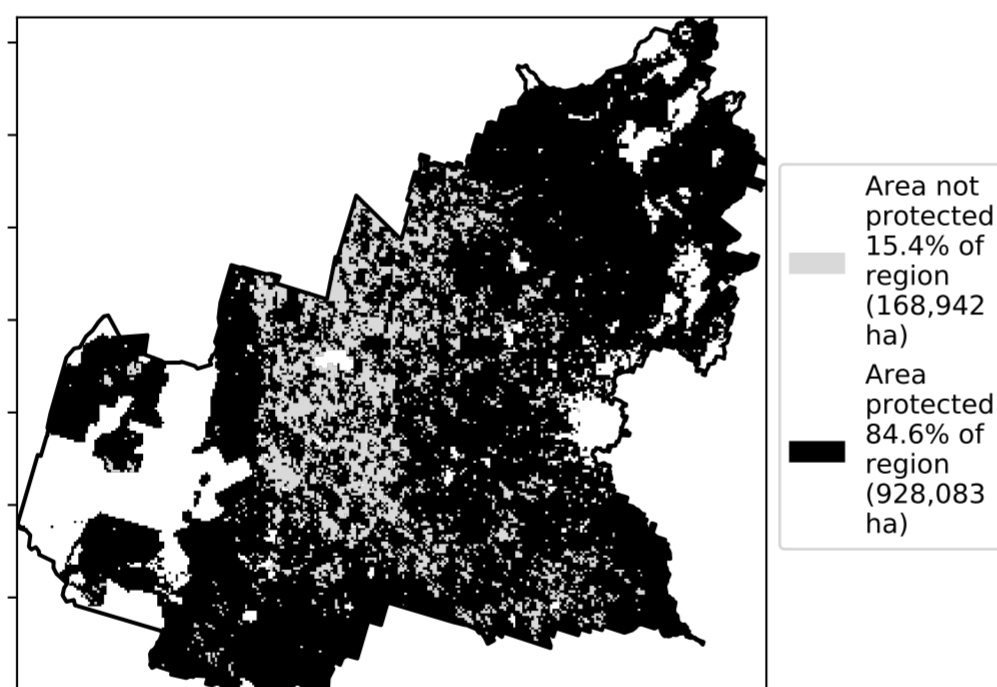 Area not
protected
15.4% of
region
(168,942
ha)
Area
protected
84.6% of
region
(928,083
ha)